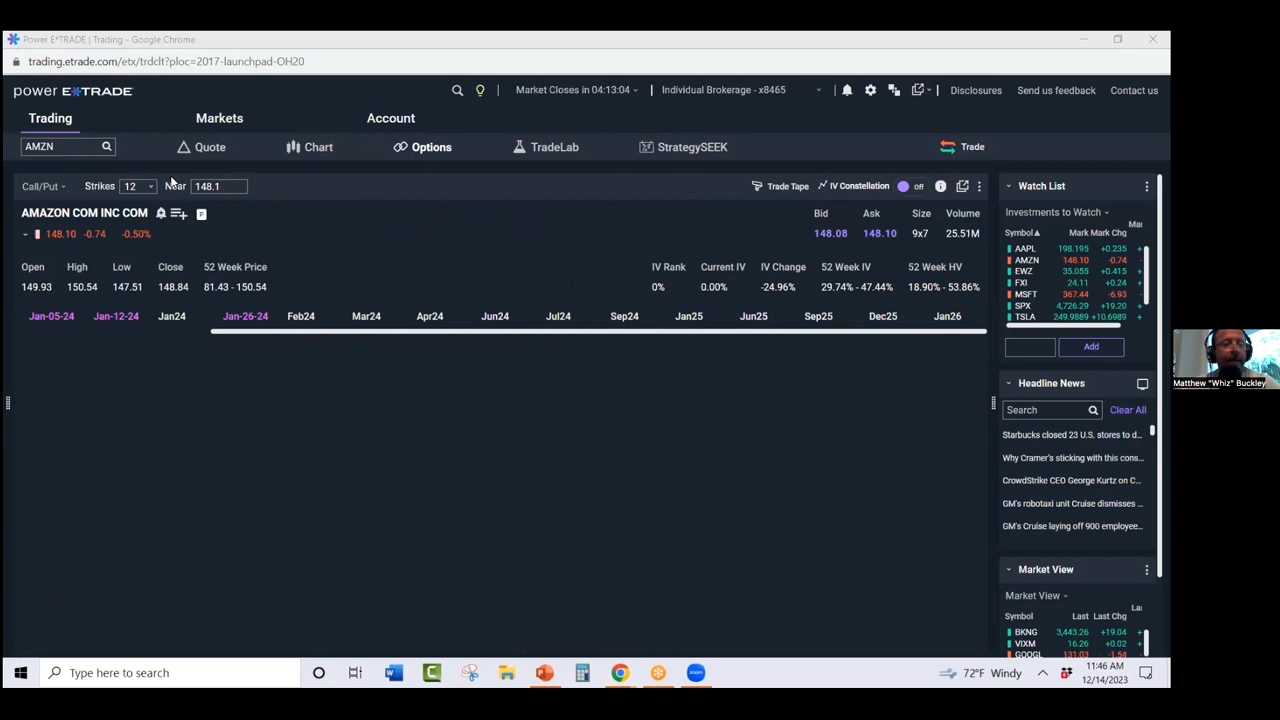 Power E*TRADE | Trading - Google Chrome
trading.etrade.com/etx/trdclt?ploc=2017-launchpad-OH20
power E*TRADE
Market Closes in 04:13:04
Individual Brokerage - x8465
Disclosures
Send us feedback
Contact us
Trading
Markets
Account
AMZN
Quote
Chart
Options
TradeLab
StrategySEEK
Trade
Call/Put
Strikes
12
Near
148.1
Trade Tape
IV Constellation
off
AMAZON COM INC COM
P
Bid
Ask
Size
Volume
148.10
-0.74
-0.50%
148.08
148.10
9x7
25.51M
Open
High
Low
Close
52 Week Price
IV Rank
Current IV
IV Change
52 Week IV
52 Week HV
149.93
150.54
147.51
148.84
81.43 - 150.54
0%
0.00%
-24.96%
29.74% - 47.44%
18.90% - 53.86%
Jan-05-24
Jan-12-24
Jan24
Jan-26-24
Feb24
Mar24
Apr24
Jun24
Jul24
Sep24
Jan25
Jun25
Sep25
Dec25
Jan26
Watch List
Investments to Watch
Symbol▲ Mark Mark Chg
AAPL 198.195 +0.235
AMZN 148.10 -0.74
EWZ 35.055 +0.415
FXI 24.11 +0.24
MSFT 367.44 -6.93
SPX 4,726.29 +19.20
TSLA 249.9889 +10.6989
Add
Headline News
Search
Clear All
Starbucks closed 23 U.S. stores to d...
Why Cramer's sticking with this cons...
CrowdStrike CEO George Kurtz on C...
GM's robotaxi unit Cruise dismisses ...
GM's Cruise laying off 900 employee...
Market View
Market View
Symbol Last Last Chg
BKNG 3,443.26 +19.04
VIXM 16.26 +0.02
GOOGL 131.03 -1.54
Matthew "Whiz" Buckley
Type here to search
72°F Windy
11:46 AM
12/14/2023